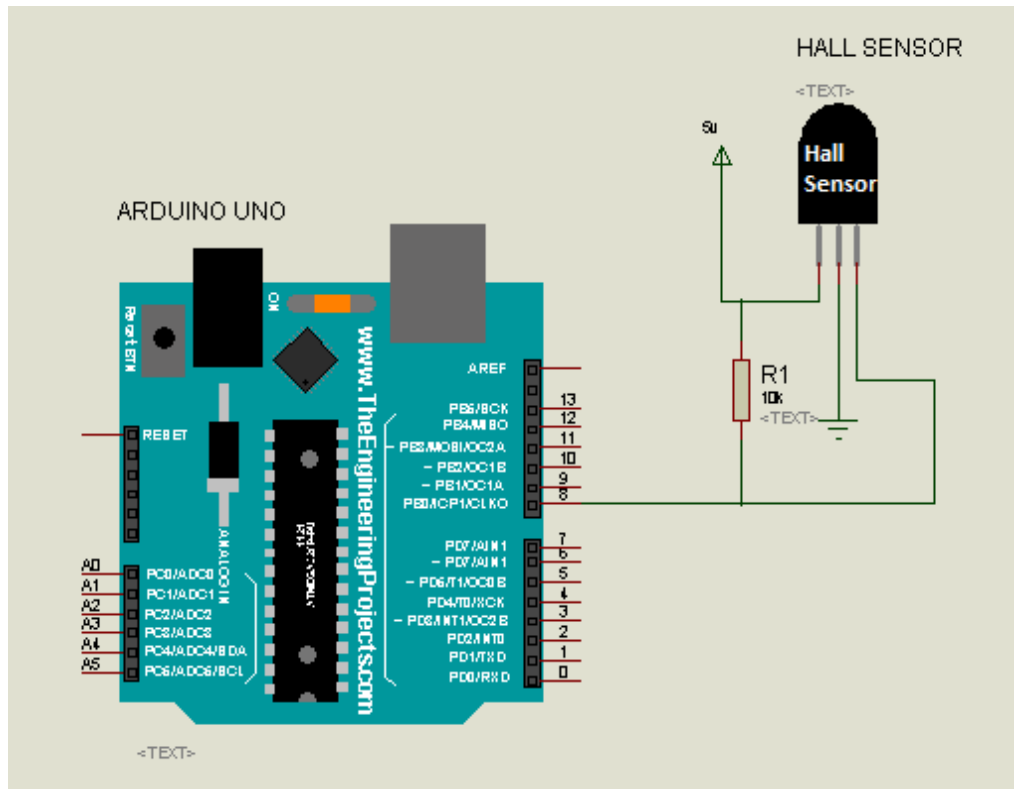 HALL SENSOR
<TEXT>
5v
Hall
Sensor
ARDUINO UNO
Reset BTN
ON
www.TheEngineeringProjects.com
AREF
13
PB5/SCK
12
PB4/MISO
11
~ PB3/MOSI/OC2A
10
~ PB2/OC1B
9
~ PB1/OC1A
8
PB0/ICP1/CLKO
R1
10k
<TEXT>
RESET
ANALOG IN
A0
PC0/ADC0
A1
PC1/ADC1
A2
PC2/ADC2
A3
PC3/ADC3
A4
PC4/ADC4/SDA
A5
PC5/ADC5/SCL
7
PD7/AIN1
6
~ PD7/AIN1
5
~ PD5/T1/OC0B
4
PD4/T0/XCK
3
~ PD3/INT1/OC2B
2
PD2/INT0
1
PD1/TXD
0
PD0/RXD
1121
<TEXT>